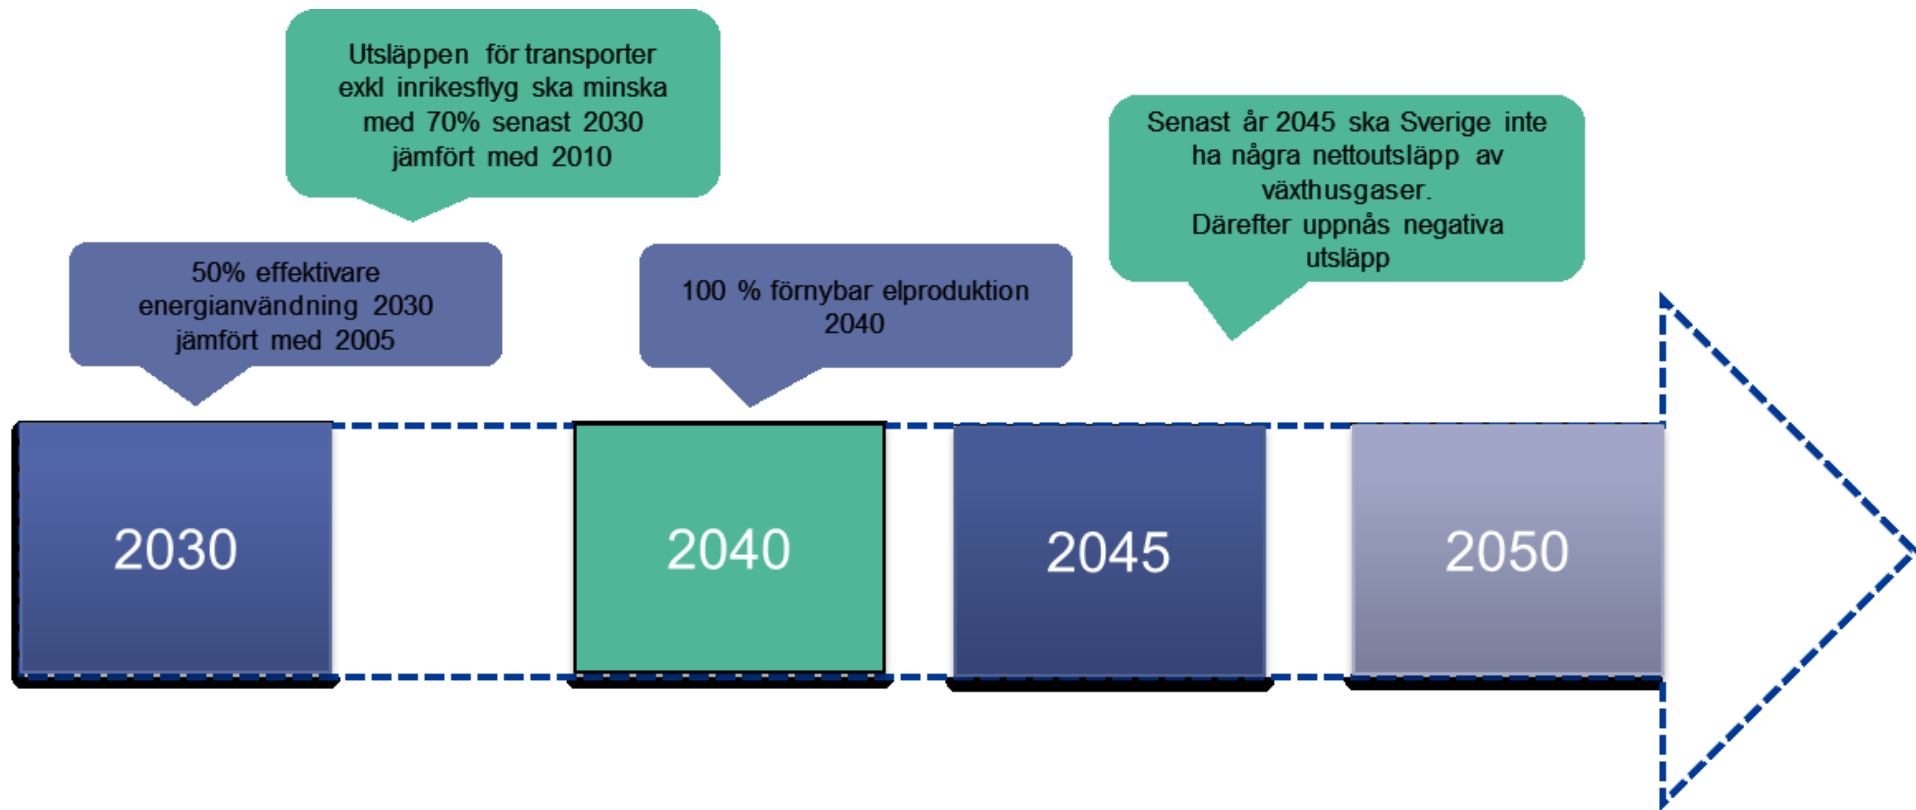 Utsläppen för transporter
exkl inrikesflyg ska minska
med 70% senast 2030
jämfört med 2010
50% effektivare
energianvändning 2030
jämfört med 2005
100 % förnybar elproduktion
2040
Senast år 2045 ska Sverige inte
ha några nettoutsläpp av
växthusgaser.
Därefter uppnås negativa
utsläpp
2030
2040
2045
2050